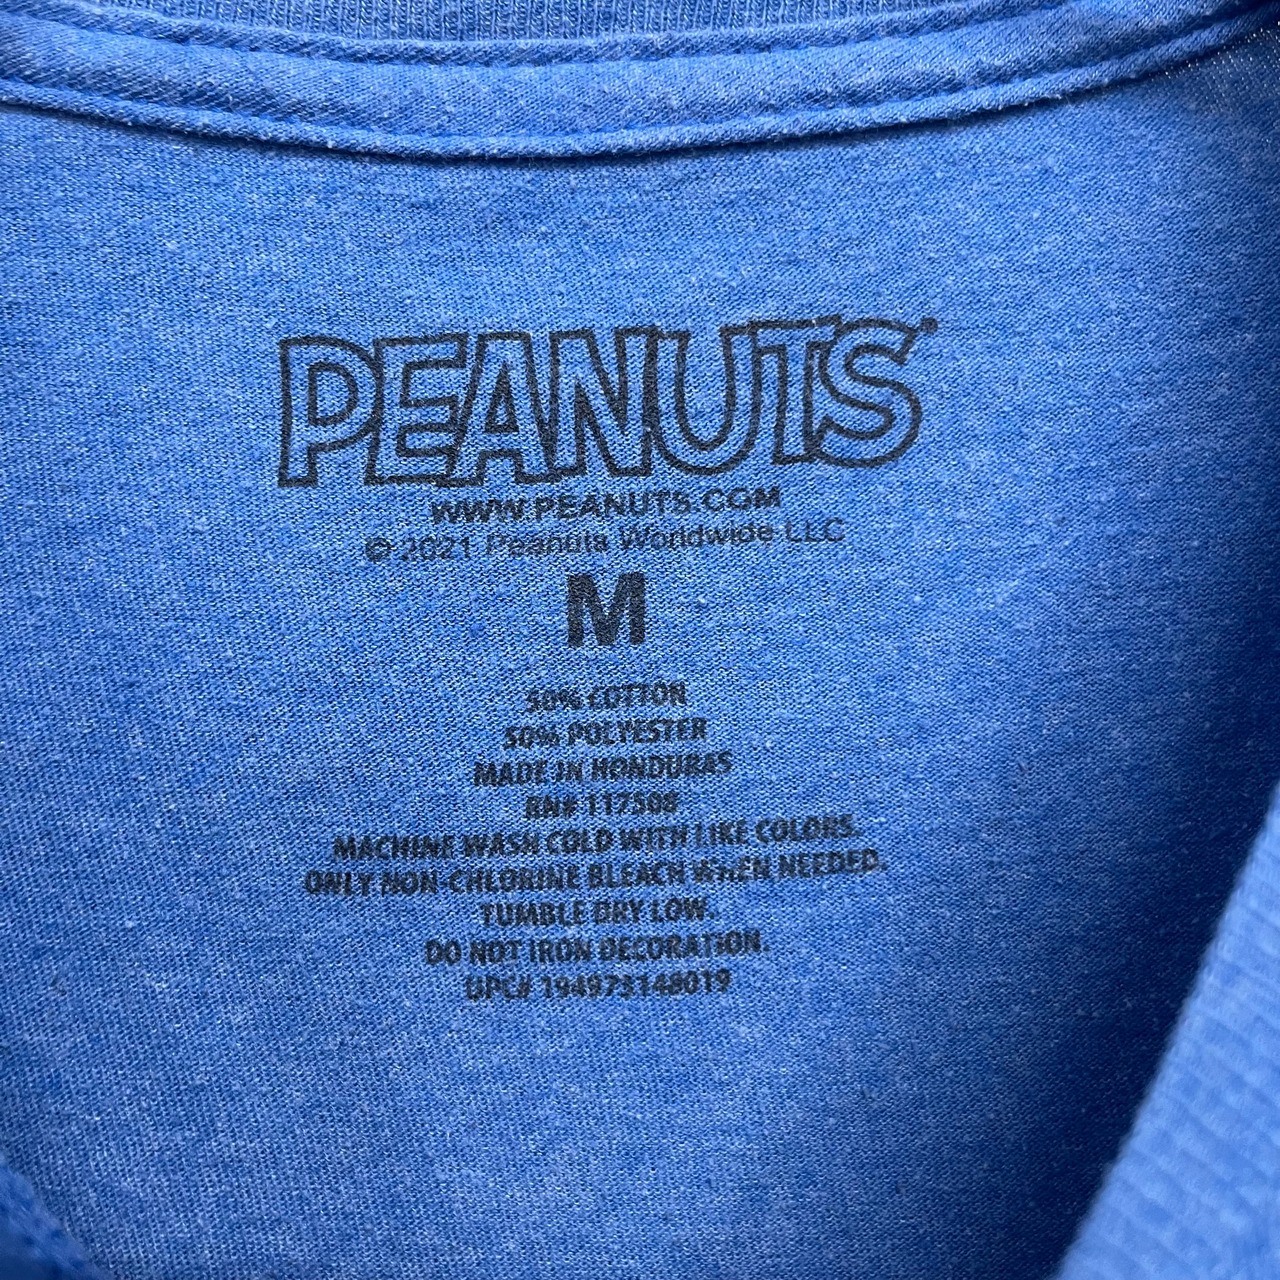 PEANUTS
WWW.PEANUTS.COM
© 2021 Peanuts Worldwide LLC
M
50% COTTON
50% POLYESTER
MADE IN HONDURAS
RN# 117508
MACHINE WASH COLD WITH LIKE COLORS.
ONLY NON-CHLORINE BLEACH WHEN NEEDED.
TUMBLE DRY LOW.
DO NOT IRON DECORATION.
UPC# 194973148019